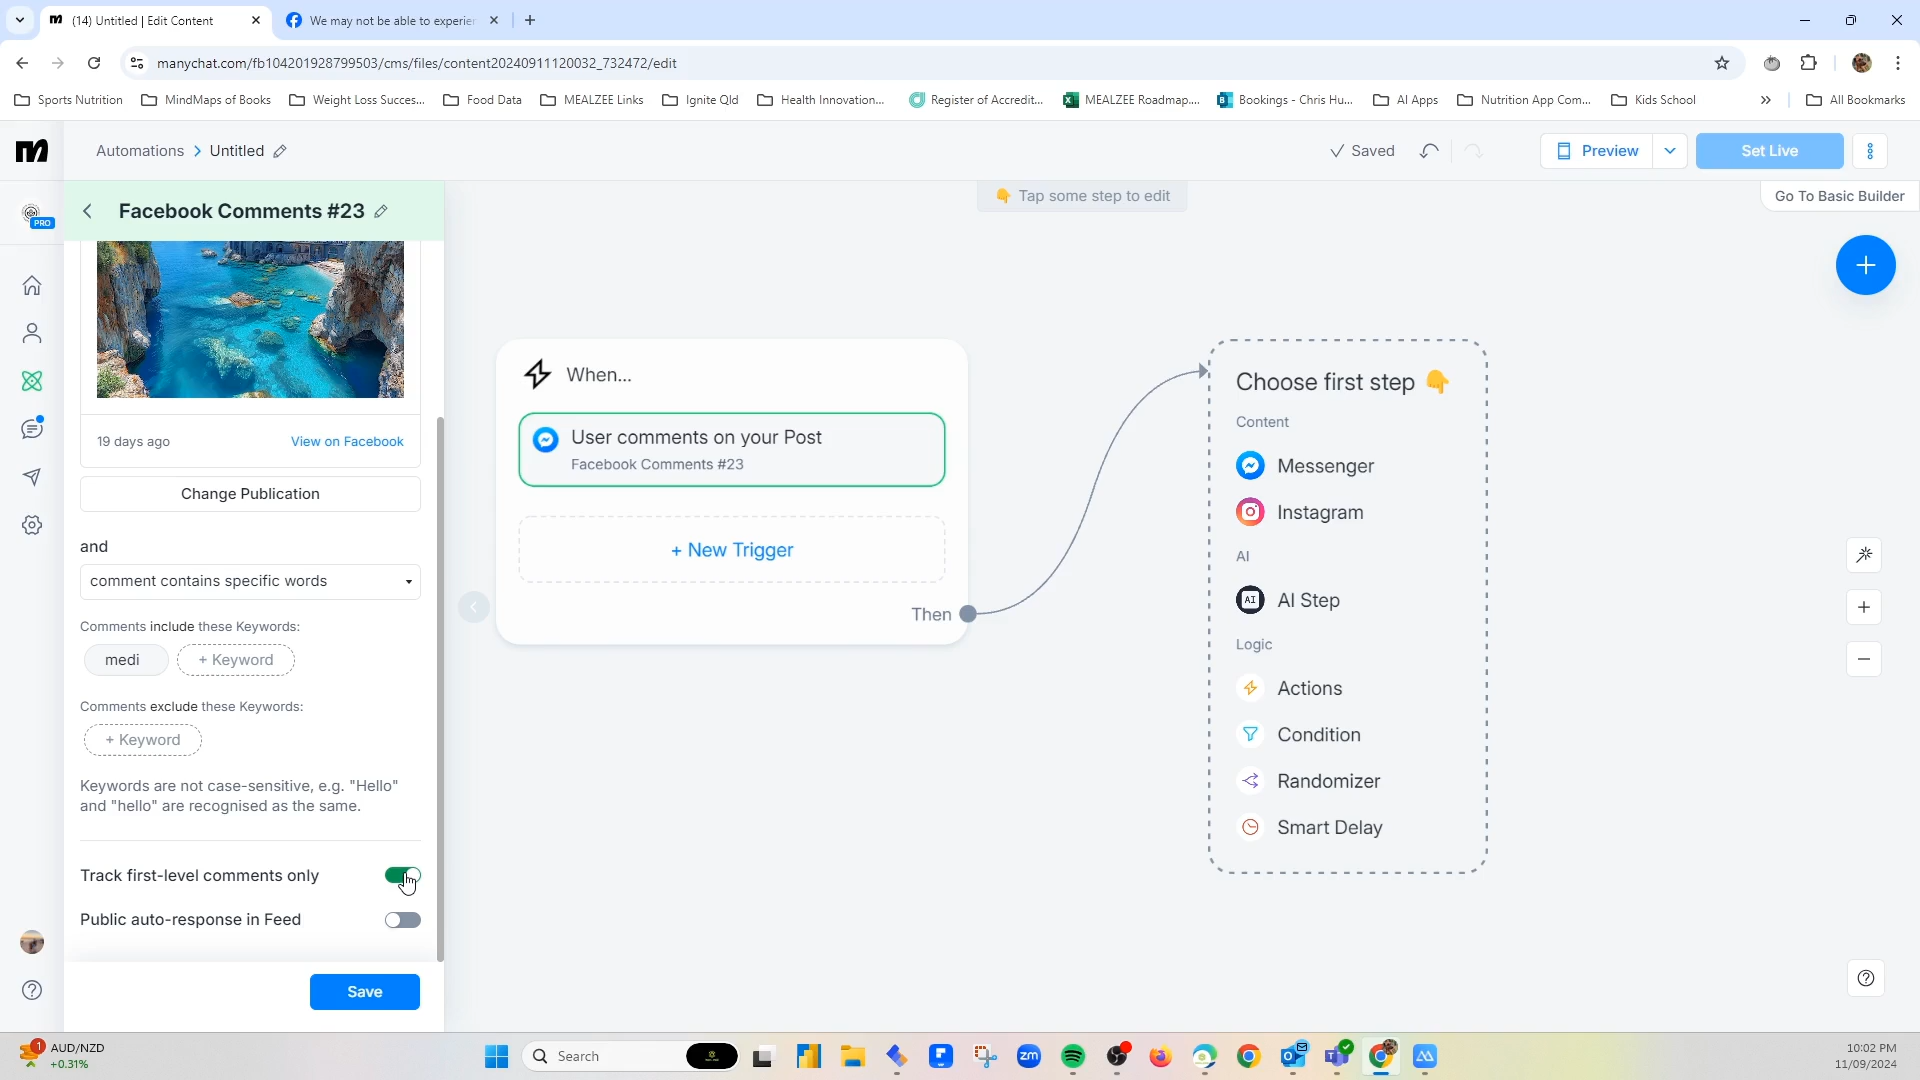 (14) Untitled | Edit Content
We may not be able to experien
manychat.com/fb104201928799503/cms/files/content20240911120032_732472/edit
Sports Nutrition
MindMaps of Books
Weight Loss Succes...
Food Data
MEALZEE Links
Ignite Qld
Health Innovation...
Register of Accredit...
MEALZEE Roadmap....
Bookings - Chris Hu...
AI Apps
Nutrition App Com...
Kids School
All Bookmarks
Automations > Untitled
Saved
Preview
Set Live
PRO
Facebook Comments #23
👇 Tap some step to edit
Go To Basic Builder
19 days ago
View on Facebook
Change Publication
and
comment contains specific words
Comments include these Keywords:
medi
+ Keyword
Comments exclude these Keywords:
+ Keyword
Keywords are not case-sensitive, e.g. "Hello"
and "hello" are recognised as the same.
Track first-level comments only
Public auto-response in Feed
Save
When...
User comments on your Post
Facebook Comments #23
+ New Trigger
Then
Choose first step 👇
Content
Messenger
Instagram
AI
AI
AI Step
Logic
Actions
Condition
Randomizer
Smart Delay
1
AUD/NZD
+0.31%
Search
zm
10:02 PM
11/09/2024